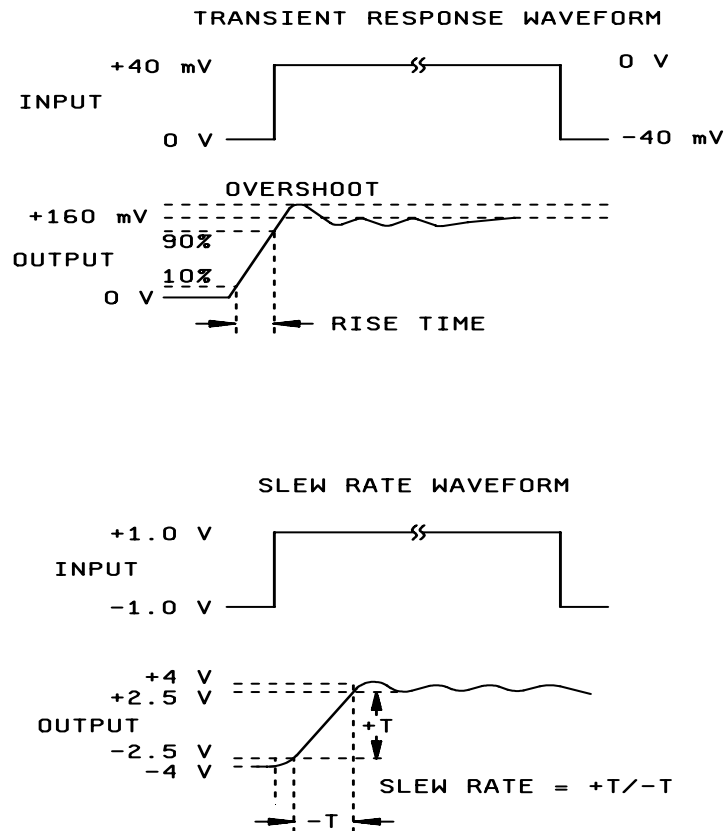 TRANSIENT RESPONSE WAVEFORM
+40 mV
0 V
INPUT
0 V
-40 mV
OVERSHOOT
+160 mV
90%
OUTPUT
10%
0 V
RISE TIME
SLEW RATE WAVEFORM
+1.0 V
INPUT
-1.0 V
+4 V
+2.5 V
OUTPUT
+T
-2.5 V
-4 V
SLEW RATE = +T/-T
-T